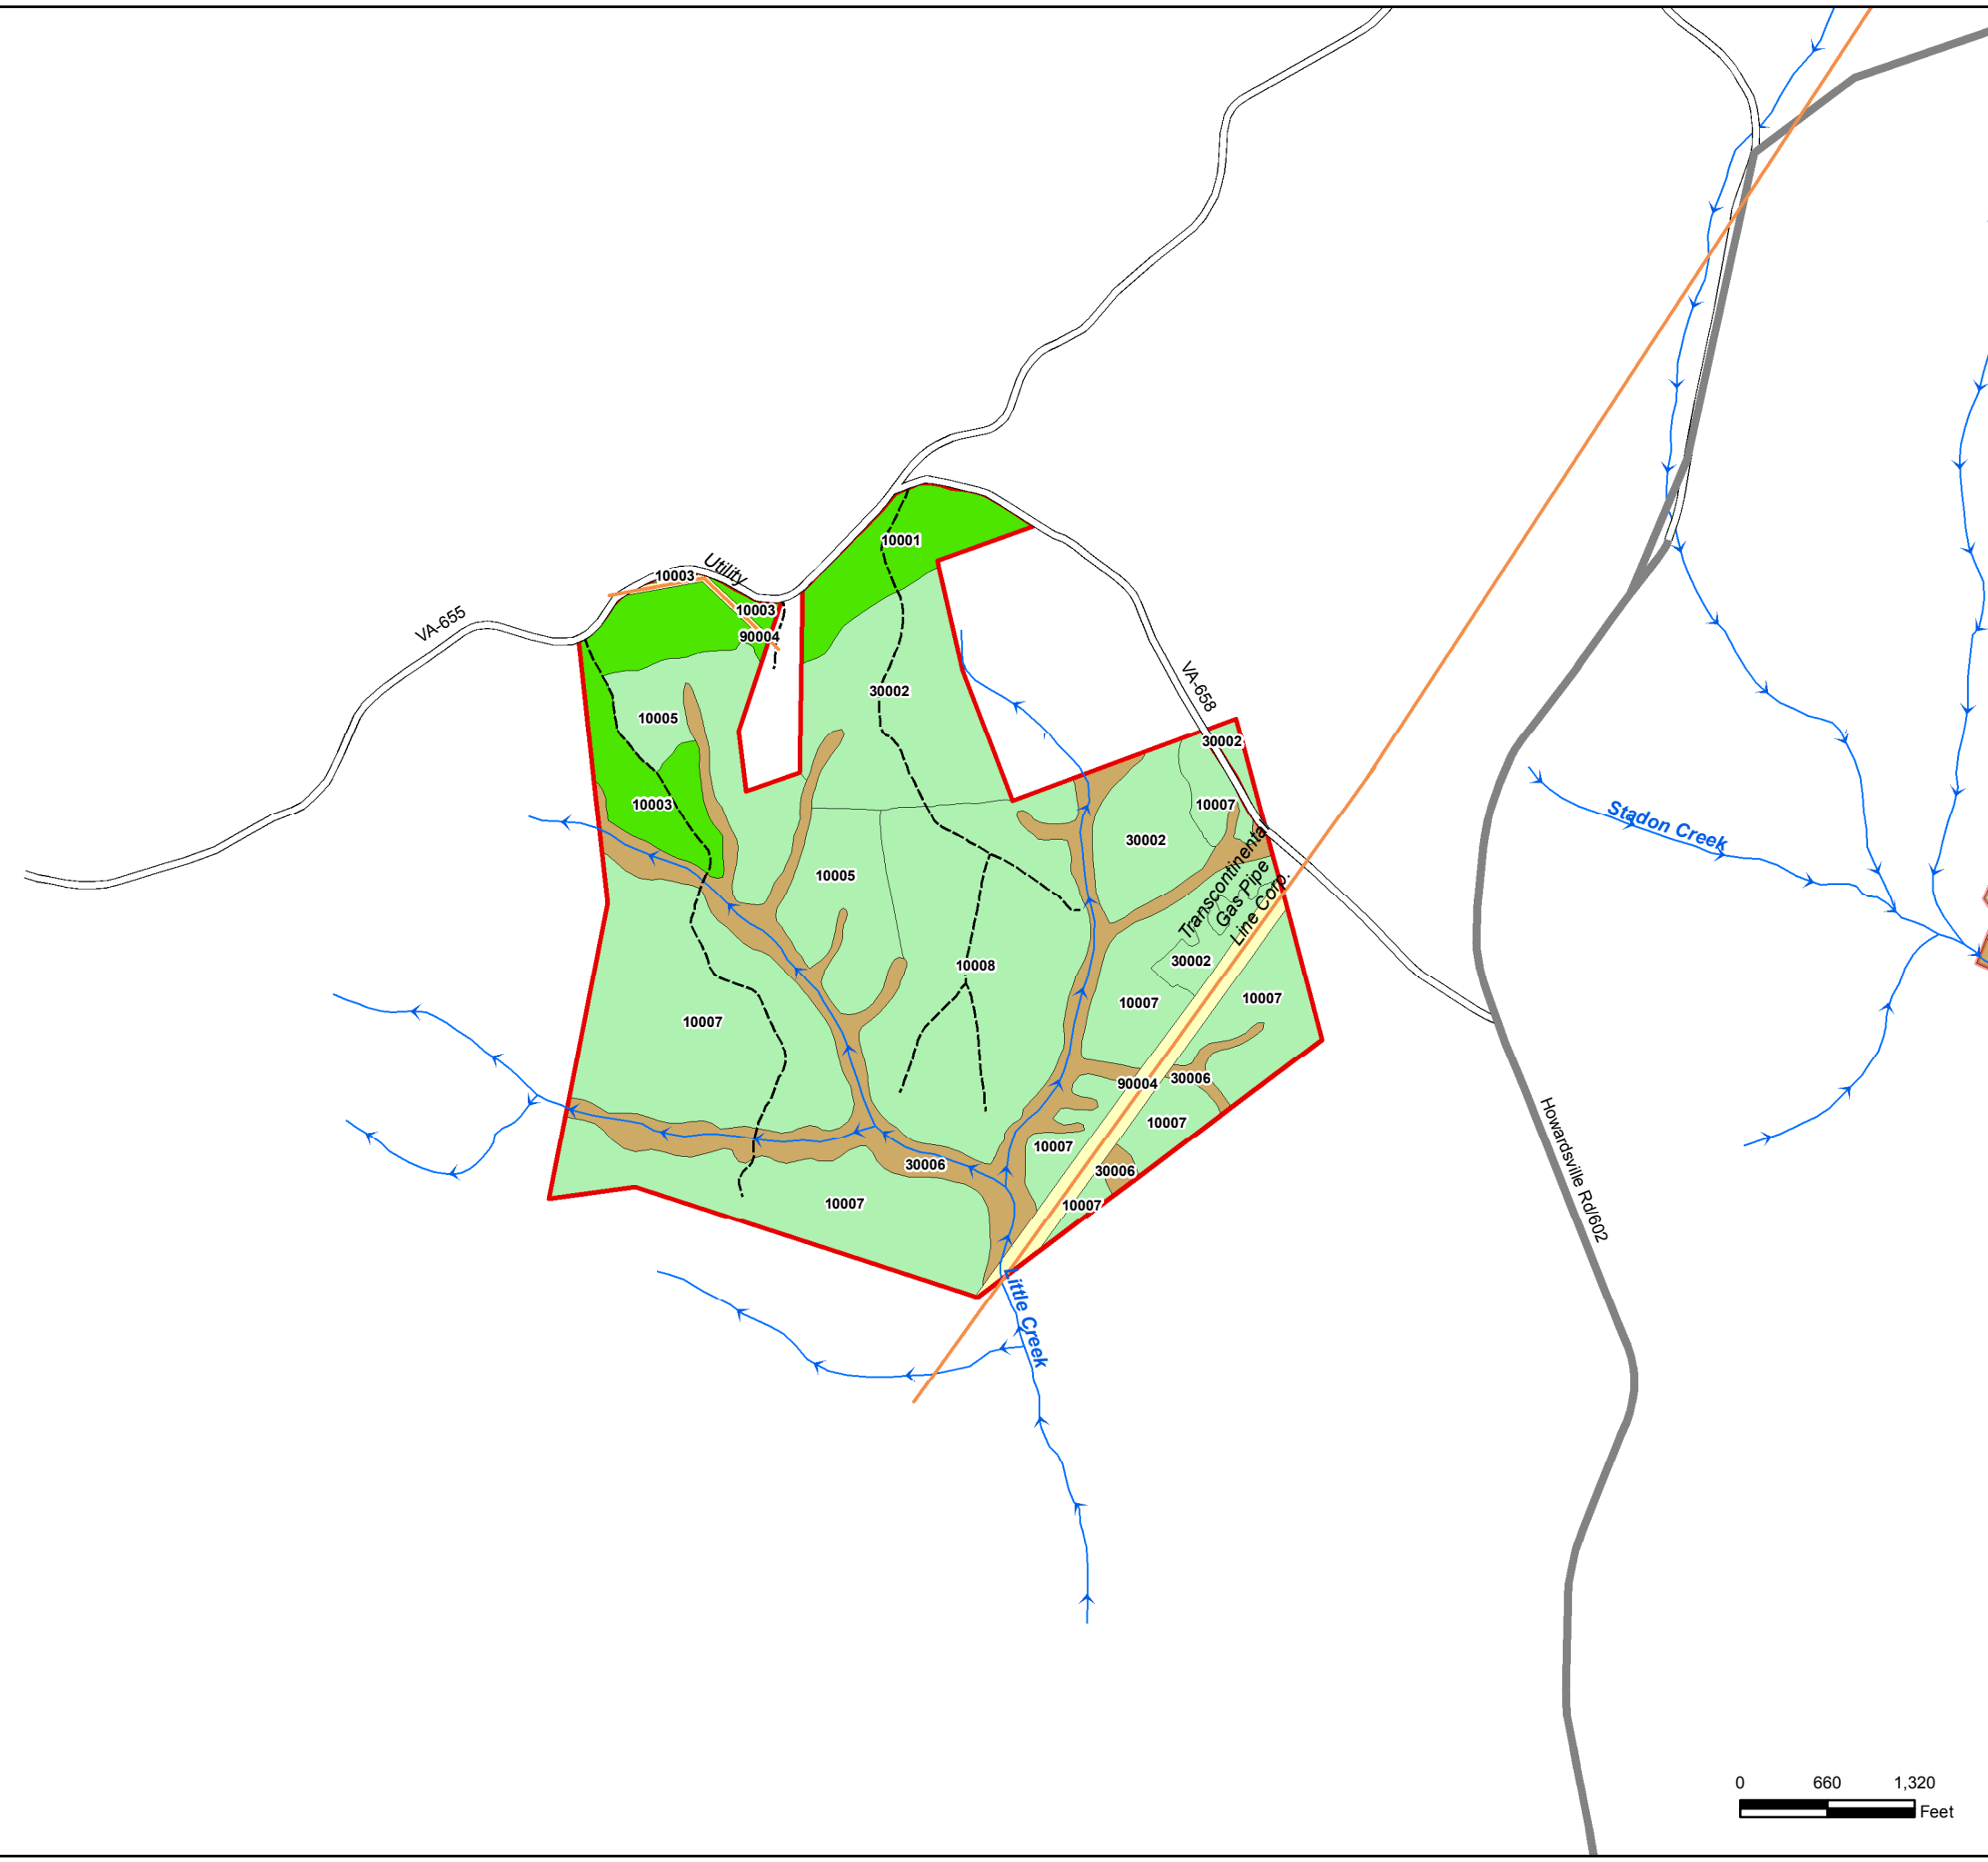 10001
Utility
10003
10003
VA-655
90004
VA-658
30002
10005
30002
10003
10007
Stadon Creek
30002
Transcontinental
Gas Pipe
Line Corp.
10005
30002
10008
10007
10007
10007
90004
30006
Howardsville Rd/602
10007
10007
30006
30006
10007
10007
Little Creek
0 660 1,320
Feet